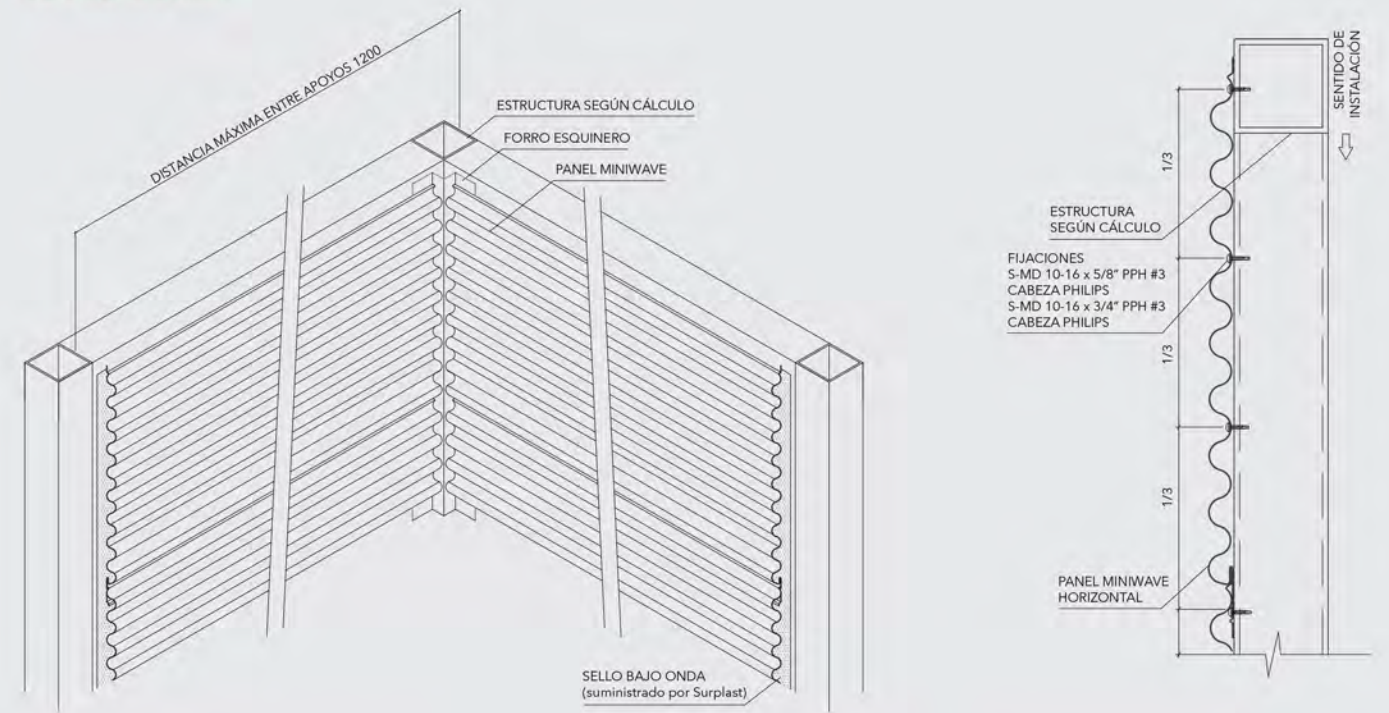 DISTANCIA MÁXIMA ENTRE APOYOS 1200
ESTRUCTURA SEGÚN CÁLCULO
FORRO ESQUINERO
PANEL MINIWAVE
SELLO BAJO ONDA
(suministrado por Surplast)
SENTIDO DE
INSTALACIÓN
1/3
ESTRUCTURA
SEGÚN CÁLCULO
FIJACIONES
S-MD 10-16 x 5/8" PPH #3
CABEZA PHILIPS
S-MD 10-16 x 3/4" PPH #3
CABEZA PHILIPS
1/3
1/3
PANEL MINIWAVE
HORIZONTAL